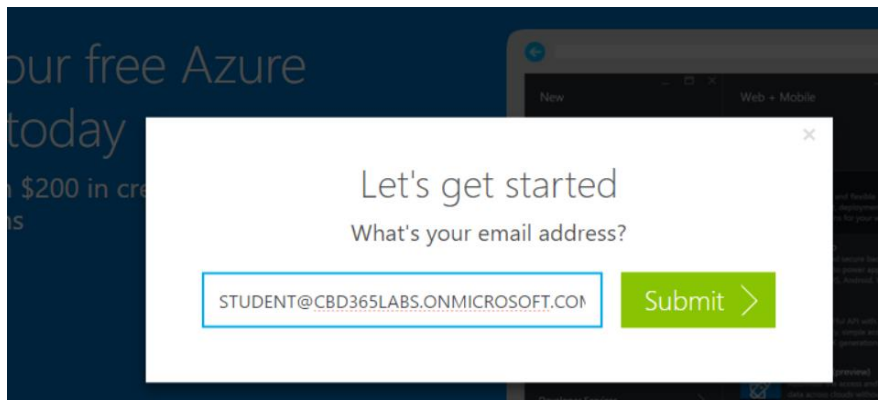 our free Azure
today
$200 in cre
ns
New
Web + Mobile
Let's get started
What's your email address?
STUDENT@CBD365LABS.ONMICROSOFT.COM
Submit
(preview)